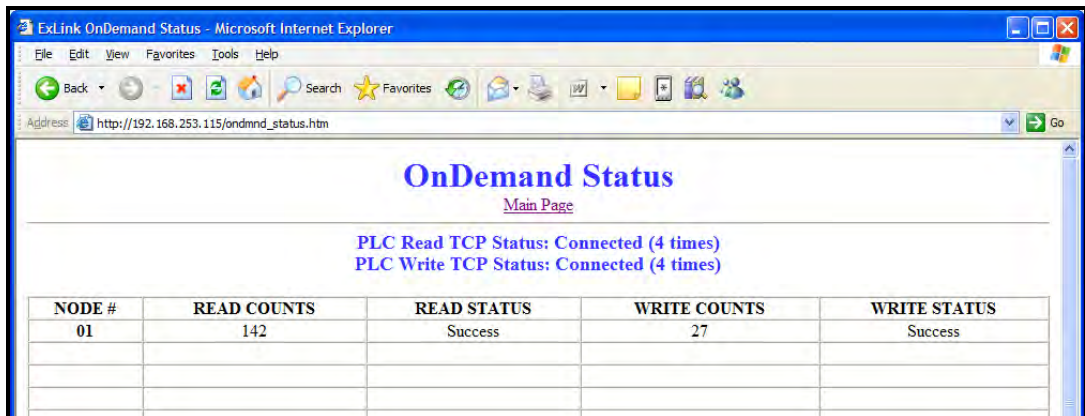 ExLink OnDemand Status - Microsoft Internet Explorer
File Edit View Favorites Tools Help
Back Search Favorites
Address http://192.168.253.115/ondmnd_status.htm Go
OnDemand Status
Main Page
PLC Read TCP Status: Connected (4 times)
PLC Write TCP Status: Connected (4 times)
NODE # READ COUNTS READ STATUS WRITE COUNTS WRITE STATUS
01 142 Success 27 Success